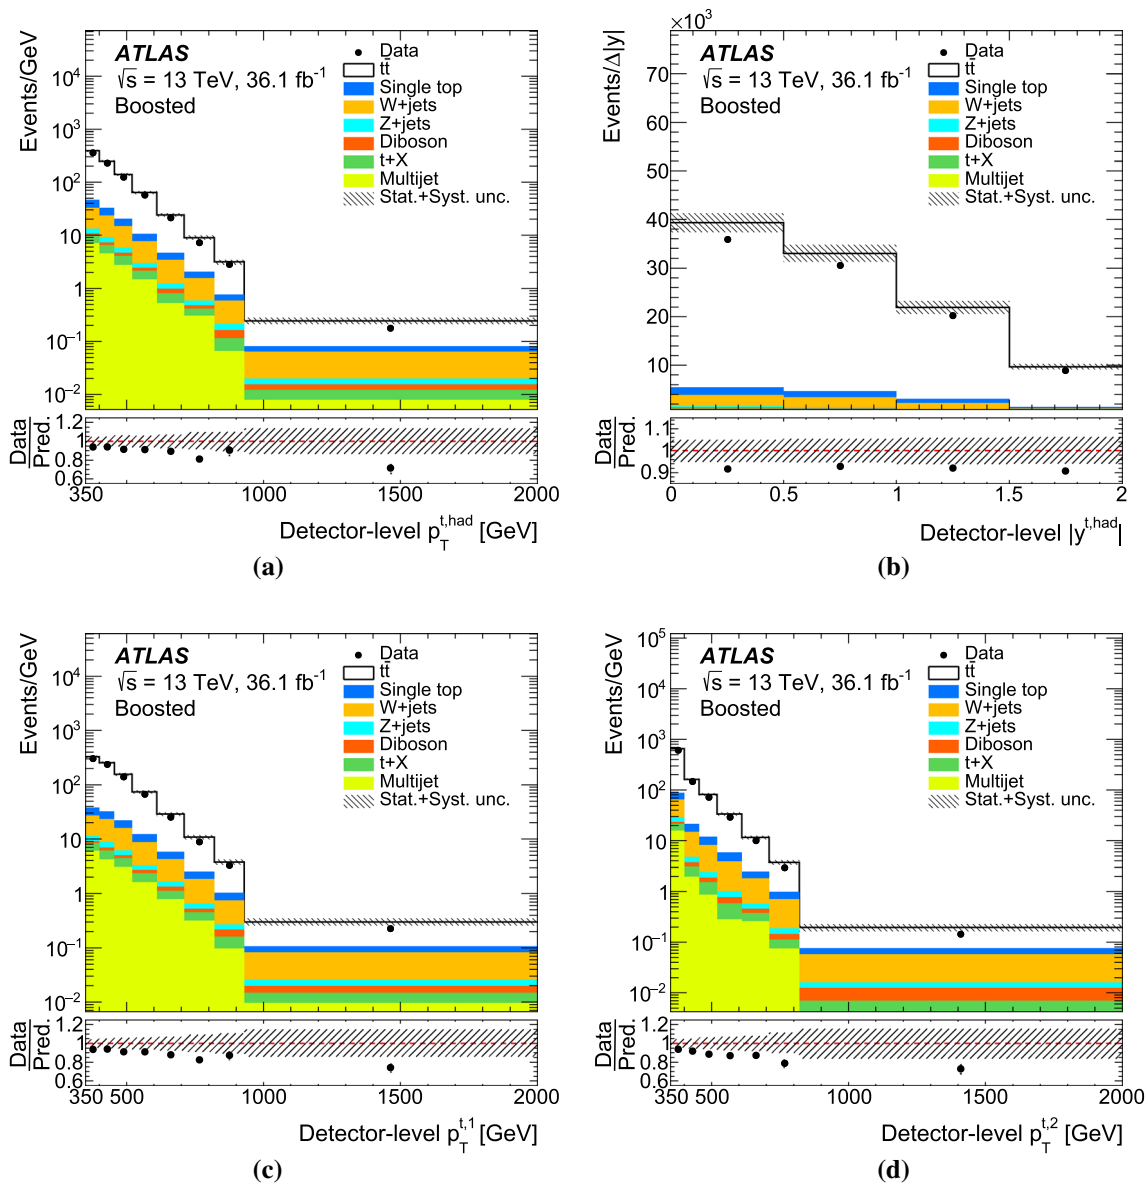 Events/GeV
10⁴
10³
10²
10
1
10⁻¹
10⁻²
ATLAS
√s = 13 TeV, 36.1 fb⁻¹
Boosted
Data
tt̄
Single top
W+jets
Z+jets
Diboson
t+X
Multijet
Stat.+Syst. unc.
Data
Pred.
1.2
1
0.8
0.6
350 1000 1500 2000
Detector-level p_T^{t,had} [GeV]
(a)
Events/Δ|y|
×10³
70
60
50
40
30
20
10
ATLAS
√s = 13 TeV, 36.1 fb⁻¹
Boosted
Data
tt̄
Single top
W+jets
Z+jets
Diboson
t+X
Multijet
Stat.+Syst. unc.
Data
Pred.
1.1
1
0.9
0 0.5 1 1.5 2
Detector-level |y^{t,had}|
(b)
Events/GeV
10⁴
10³
10²
10
1
10⁻¹
10⁻²
ATLAS
√s = 13 TeV, 36.1 fb⁻¹
Boosted
Data
tt̄
Single top
W+jets
Z+jets
Diboson
t+X
Multijet
Stat.+Syst. unc.
Data
Pred.
1.2
1
0.8
0.6
350 500 1000 1500 2000
Detector-level p_T^{t,1} [GeV]
(c)
Events/GeV
10⁵
10⁴
10³
10²
10
1
10⁻¹
10⁻²
ATLAS
√s = 13 TeV, 36.1 fb⁻¹
Boosted
Data
tt̄
Single top
W+jets
Z+jets
Diboson
t+X
Multijet
Stat.+Syst. unc.
Data
Pred.
1.2
1
0.8
0.6
350 500 1000 1500 2000
Detector-level p_T^{t,2} [GeV]
(d)